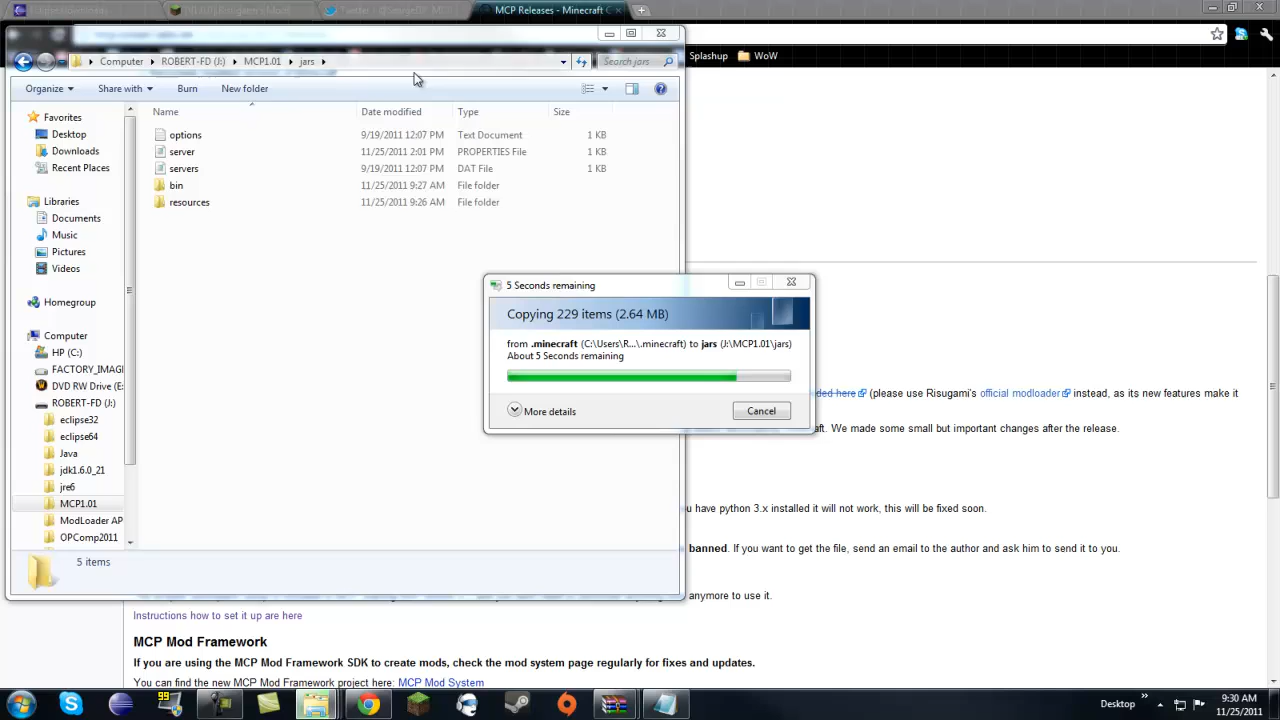 MCP Releases - Minecraft C
Computer ROBERT-FD (J:) MCP1.01 jars
Search jars
Splashup WoW
Organize Share with Burn New folder
Name Date modified Type Size
Favorites
Desktop
Downloads
Recent Places
Libraries
Documents
Music
Pictures
Videos
Homegroup
Computer
HP (C:)
FACTORY_IMAG
DVD RW Drive (E:
ROBERT-FD (J:)
eclipse32
eclipse64
Java
jdk1.6.0_21
jre6
MCP1.01
ModLoader AP
OPComp2011
options 9/19/2011 12:07 PM Text Document 1 KB
server 11/25/2011 2:01 PM PROPERTIES File 1 KB
servers 9/19/2011 12:07 PM DAT File 1 KB
bin 11/25/2011 9:27 AM File folder
resources 11/25/2011 9:26 AM File folder
5 items
5 Seconds remaining
Copying 229 items (2.64 MB)
from .minecraft (C:\Users\R...\.minecraft) to jars (J:\MCP1.01\jars)
About 5 Seconds remaining
More details
Cancel
ded here (please use Risugami's official modloader instead, as its new features make it
aft. We made some small but important changes after the release.
u have python 3.x installed it will not work, this will be fixed soon.
banned. If you want to get the file, send an email to the author and ask him to send it to you.
anymore to use it.
Instructions how to set it up are here
MCP Mod Framework
If you are using the MCP Mod Framework SDK to create mods, check the mod system page regularly for fixes and updates.
You can find the new MCP Mod Framework project here: MCP Mod System
99
Desktop
9:30 AM
11/25/2011